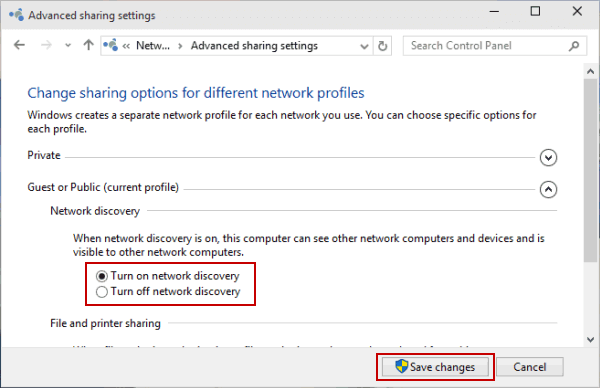 Advanced sharing settings
« Netw... > Advanced sharing settings
Search Control Panel
Change sharing options for different network profiles
Windows creates a separate network profile for each network you use. You can choose specific options for
each profile.
Private
Guest or Public (current profile)
Network discovery
When network discovery is on, this computer can see other network computers and devices and is
visible to other network computers.
Turn on network discovery
Turn off network discovery
File and printer sharing
Save changes
Cancel